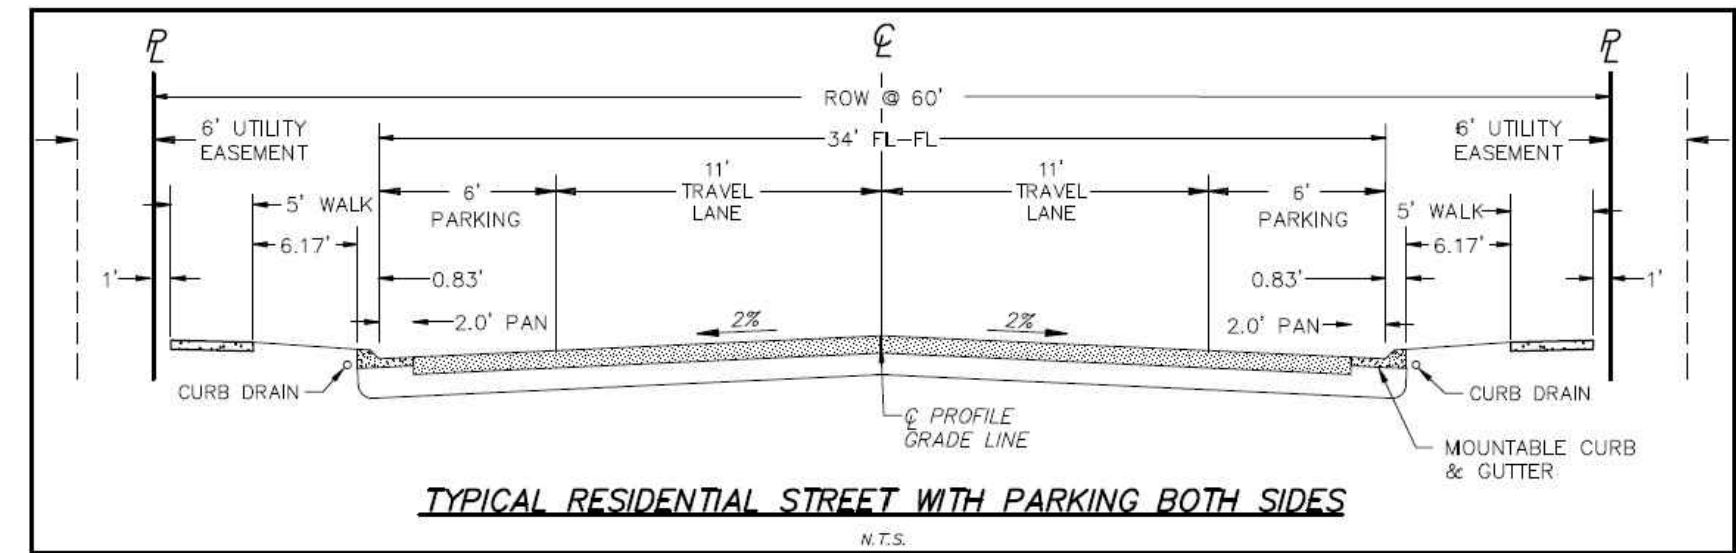 PL
CL
PL
ROW @ 60'
6' UTILITY
EASEMENT
34' FL-FL
6' UTILITY
EASEMENT
5' WALK
6'
PARKING
11'
TRAVEL
LANE
11'
TRAVEL
LANE
6'
PARKING
5' WALK
6.17'
6.17'
1'
0.83'
0.83'
1'
2.0' PAN
2%
2%
2.0' PAN
CURB DRAIN
CURB DRAIN
CL PROFILE
GRADE LINE
MOUNTABLE CURB
& GUTTER
TYPICAL RESIDENTIAL STREET WITH PARKING BOTH SIDES
N.T.S.